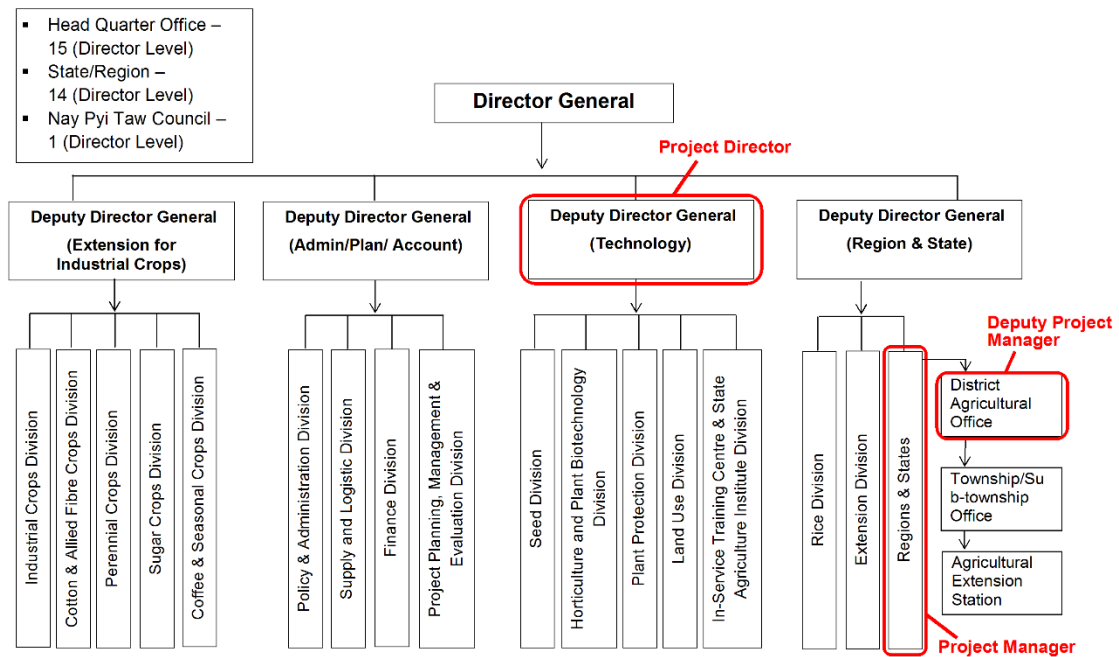 ▪ Head Quarter Office –
15 (Director Level)
▪ State/Region –
14 (Director Level)
▪ Nay Pyi Taw Council –
1 (Director Level)
Director General
Project Director
Deputy Director General
(Extension for
Industrial Crops)
Deputy Director General
(Admin/Plan/ Account)
Deputy Director General
(Technology)
Deputy Director General
(Region & State)
Industrial Crops Division
Cotton & Allied Fibre Crops Division
Perennial Crops Division
Sugar Crops Division
Coffee & Seasonal Crops Division
Policy & Administration Division
Supply and Logistic Division
Finance Division
Project Planning, Management &
Evaluation Division
Seed Division
Horticulture and Plant Biotechnology
Division
Plant Protection Division
Land Use Division
In-Service Training Centre & State
Agriculture Institute Division
Rice Division
Extension Division
Regions & States
Deputy Project
Manager
District
Agricultural
Office
Township/Su
b-township
Office
Agricultural
Extension
Station
Project Manager